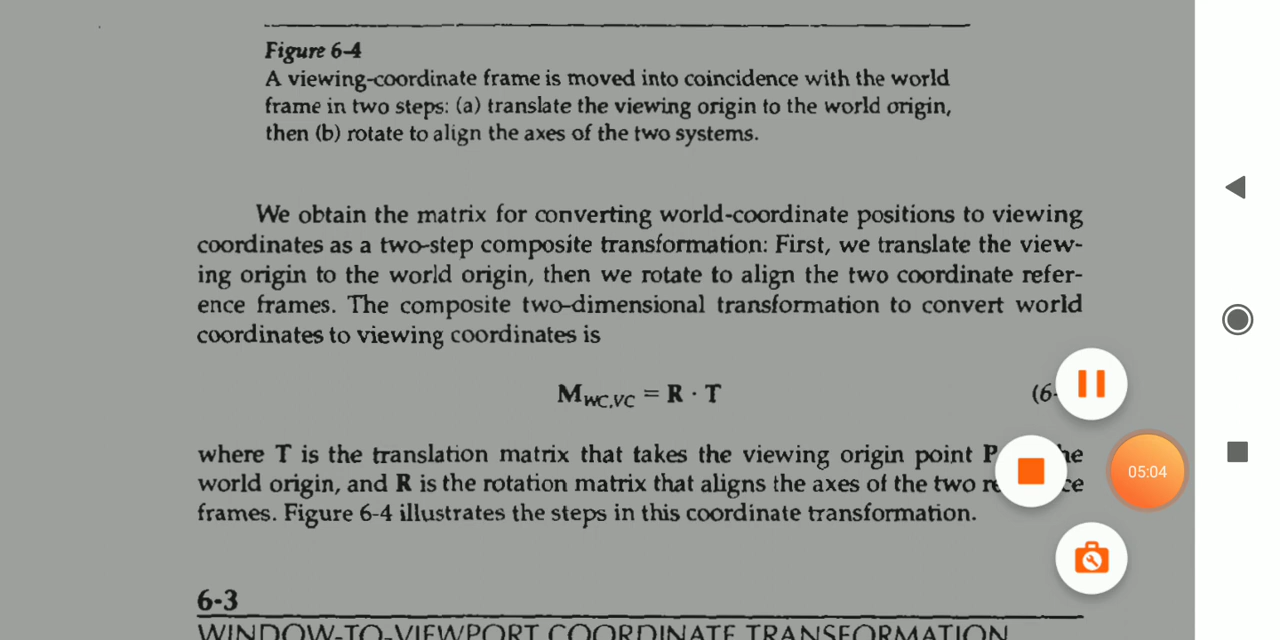 Figure 6-4
A viewing-coordinate frame is moved into coincidence with the world
frame in two steps: (a) translate the viewing origin to the world origin,
then (b) rotate to align the axes of the two systems.
We obtain the matrix for converting world-coordinate positions to viewing
coordinates as a two-step composite transformation: First, we translate the view-
ing origin to the world origin, then we rotate to align the two coordinate refer-
ence frames. The composite two-dimensional transformation to convert world
coordinates to viewing coordinates is
M_WC,VC = R · T (6-
where T is the translation matrix that takes the viewing origin point P
world origin, and R is the rotation matrix that aligns the axes of the two
frames. Figure 6-4 illustrates the steps in this coordinate transformation.
05:04
6-3
WINDOW-TO-VIEWPORT COORDINATE TRANSFORMATION